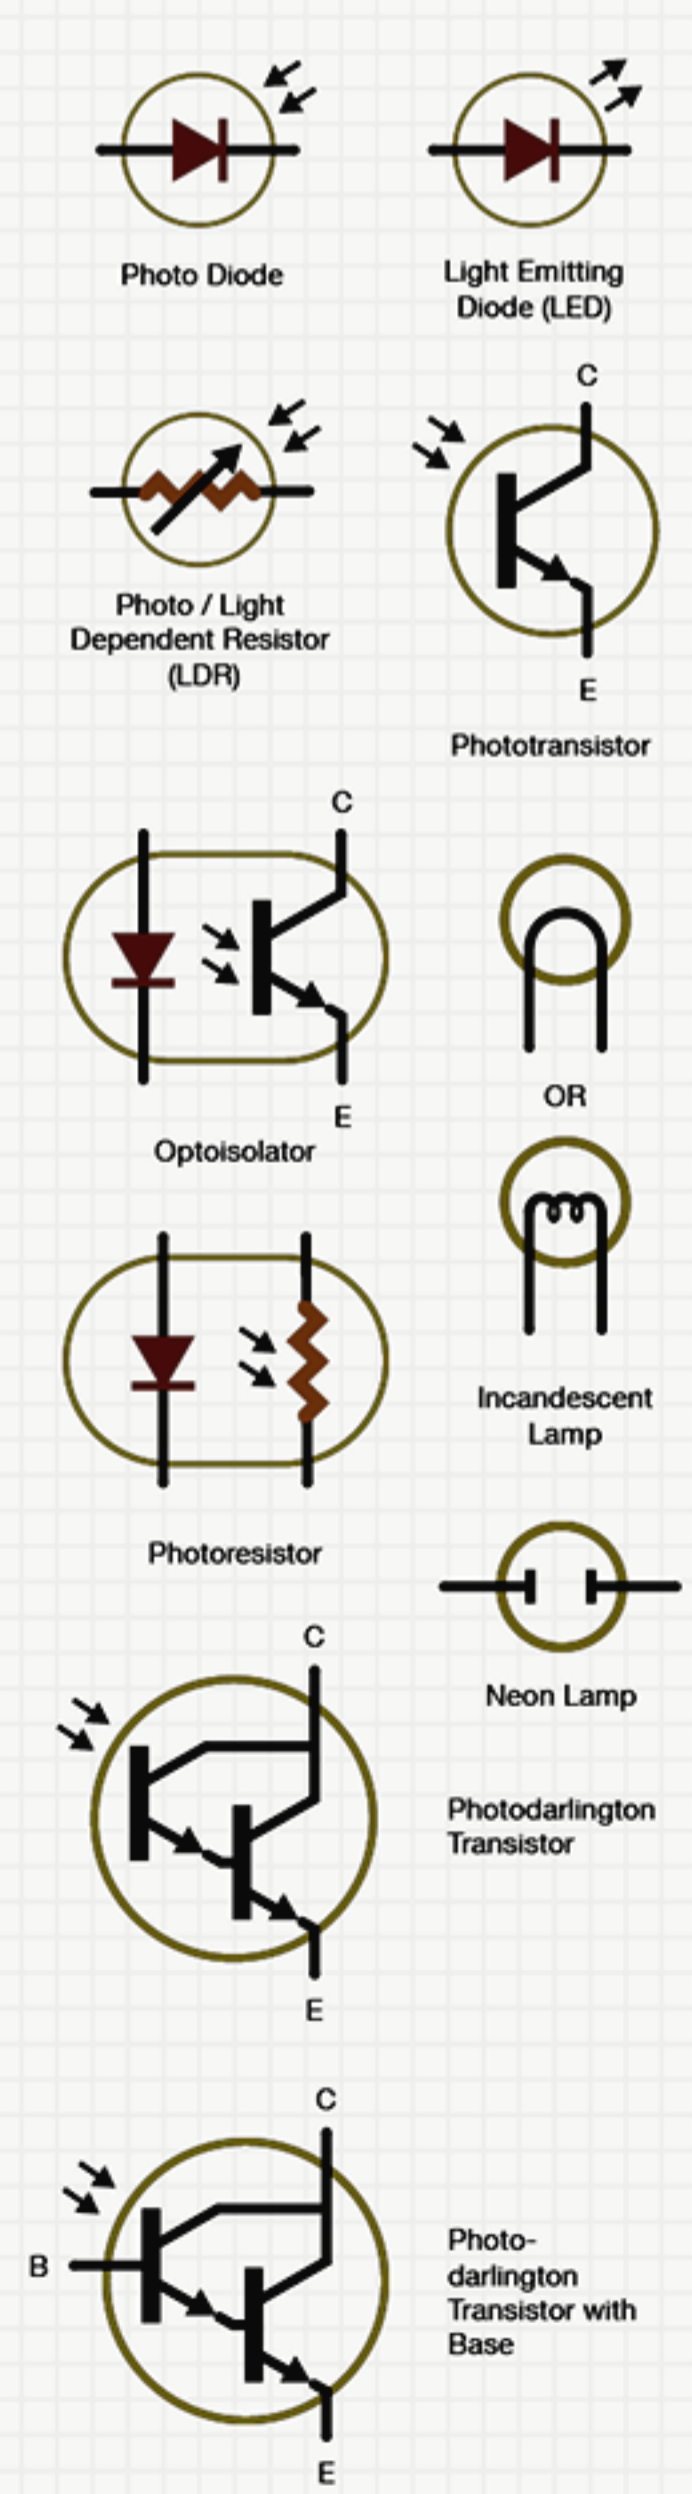 Photo Diode
Light Emitting
Diode (LED)
C
Photo / Light
Dependent Resistor
(LDR)
E
Phototransistor
C
E
Optoisolator
OR
Incandescent
Lamp
Photoresistor
Neon Lamp
C
Photodarlington
Transistor
E
C
B
Photo-
darlington
Transistor with
Base
E